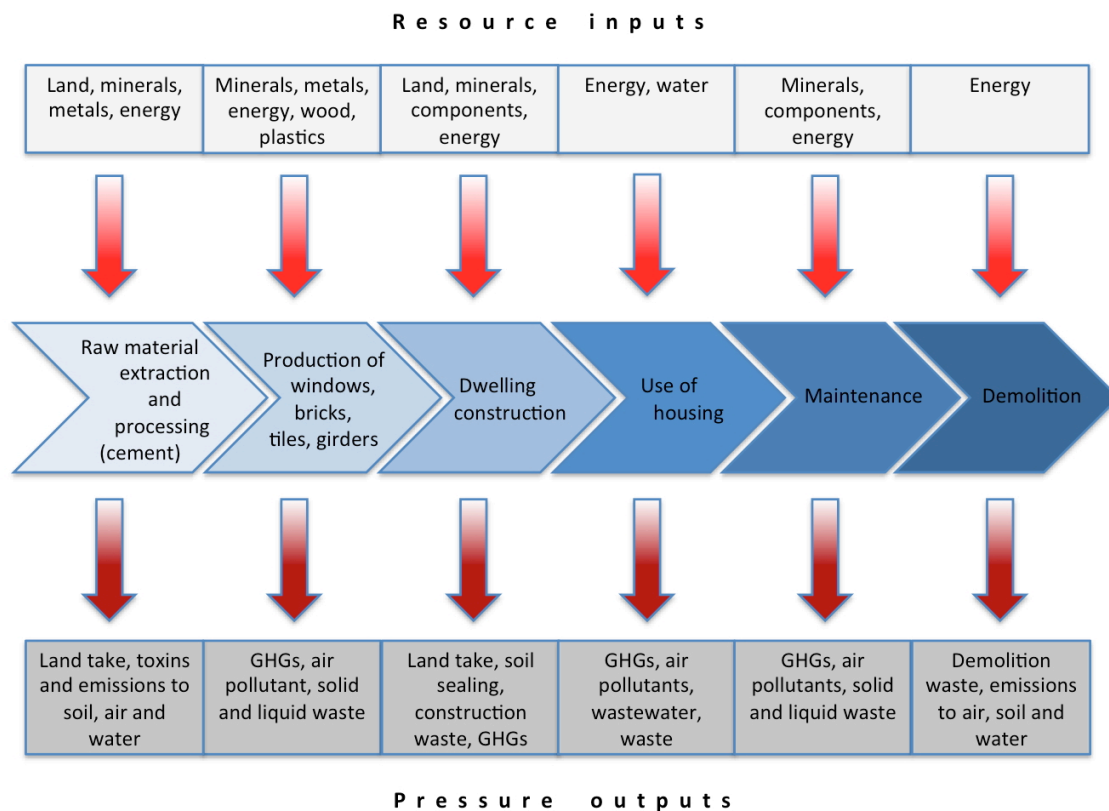 Resource inputs
Land, minerals,
metals, energy
Minerals, metals,
energy, wood,
plastics
Land, minerals,
components,
energy
Energy, water
Minerals,
components,
energy
Energy
Raw material
extraction
and
processing
(cement)
Production of
windows,
bricks,
tiles, girders
Dwelling
construction
Use of
housing
Maintenance
Demolition
Land take, toxins
and emissions to
soil, air and
water
GHGs, air
pollutant, solid
and liquid waste
Land take, soil
sealing,
construction
waste, GHGs
GHGs, air
pollutants,
wastewater,
waste
GHGs, air
pollutants, solid
and liquid waste
Demolition
waste, emissions
to air, soil and
water
Pressure outputs